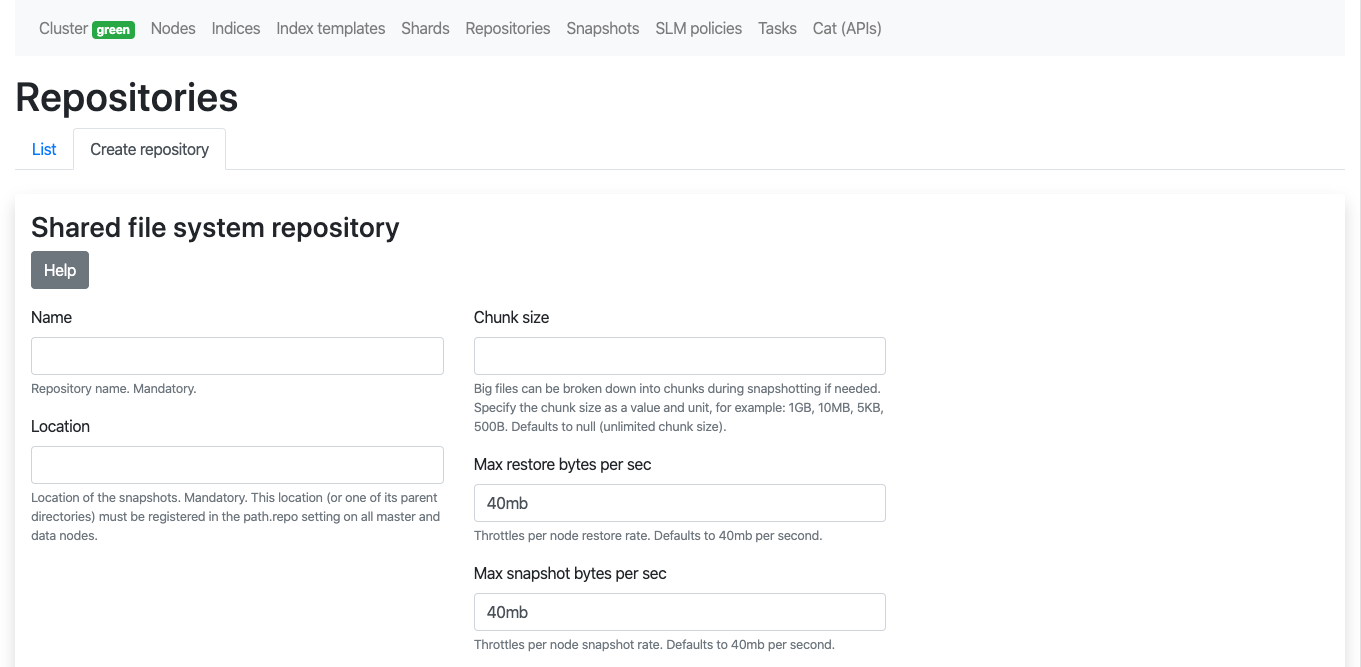 Cluster green Nodes Indices Index templates Shards Repositories Snapshots SLM policies Tasks Cat (APIs)
Repositories
List Create repository
Shared file system repository
Help
Name
Repository name. Mandatory.
Location
Location of the snapshots. Mandatory. This location (or one of its parent
directories) must be registered in the path.repo setting on all master and
data nodes.
Chunk size
Big files can be broken down into chunks during snapshotting if needed.
Specify the chunk size as a value and unit, for example: 1GB, 10MB, 5KB,
500B. Defaults to null (unlimited chunk size).
Max restore bytes per sec
40mb
Throttles per node restore rate. Defaults to 40mb per second.
Max snapshot bytes per sec
40mb
Throttles per node snapshot rate. Defaults to 40mb per second.